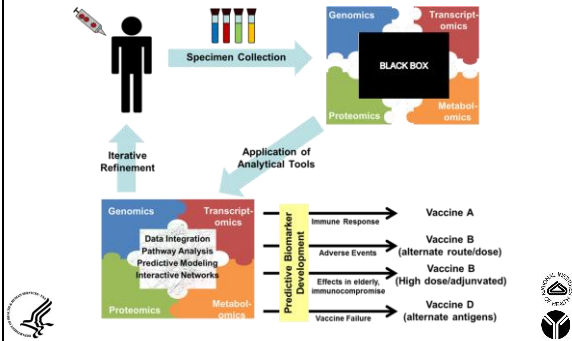 Genomics
Transcript-
omics
Specimen Collection
BLACK BOX
Proteomics
Metabol-
omics
Iterative
Refinement
Application of
Analytical Tools
Genomics
Transcript-
omics
Data Integration
Pathway Analysis
Predictive Modeling
Interactive Networks
Proteomics
Metabol-
omics
Predictive Biomarker
Development
Immune Response
Vaccine A
Adverse Events
Vaccine B
(alternate route/dose)
Effects in elderly,
immunocompromise
Vaccine B
(High dose/adjunvated)
Vaccine Failure
Vaccine D
(alternate antigens)